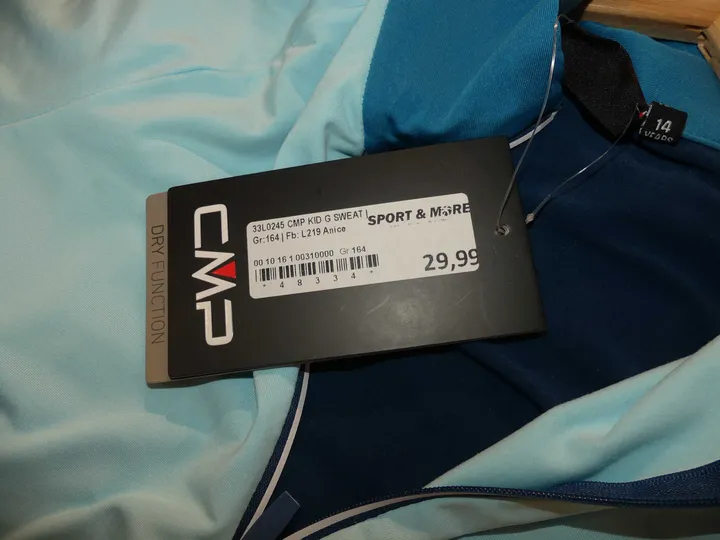 14
YEARS
CMP
DRY FUNCTION
33L0245 CMP KID G SWEAT
SPORT & MORE
Gr:164 | Fb: L219 Anice
00 10 16 1 00310000 Gr 164
* 4 8 3 3 4 *
29,99